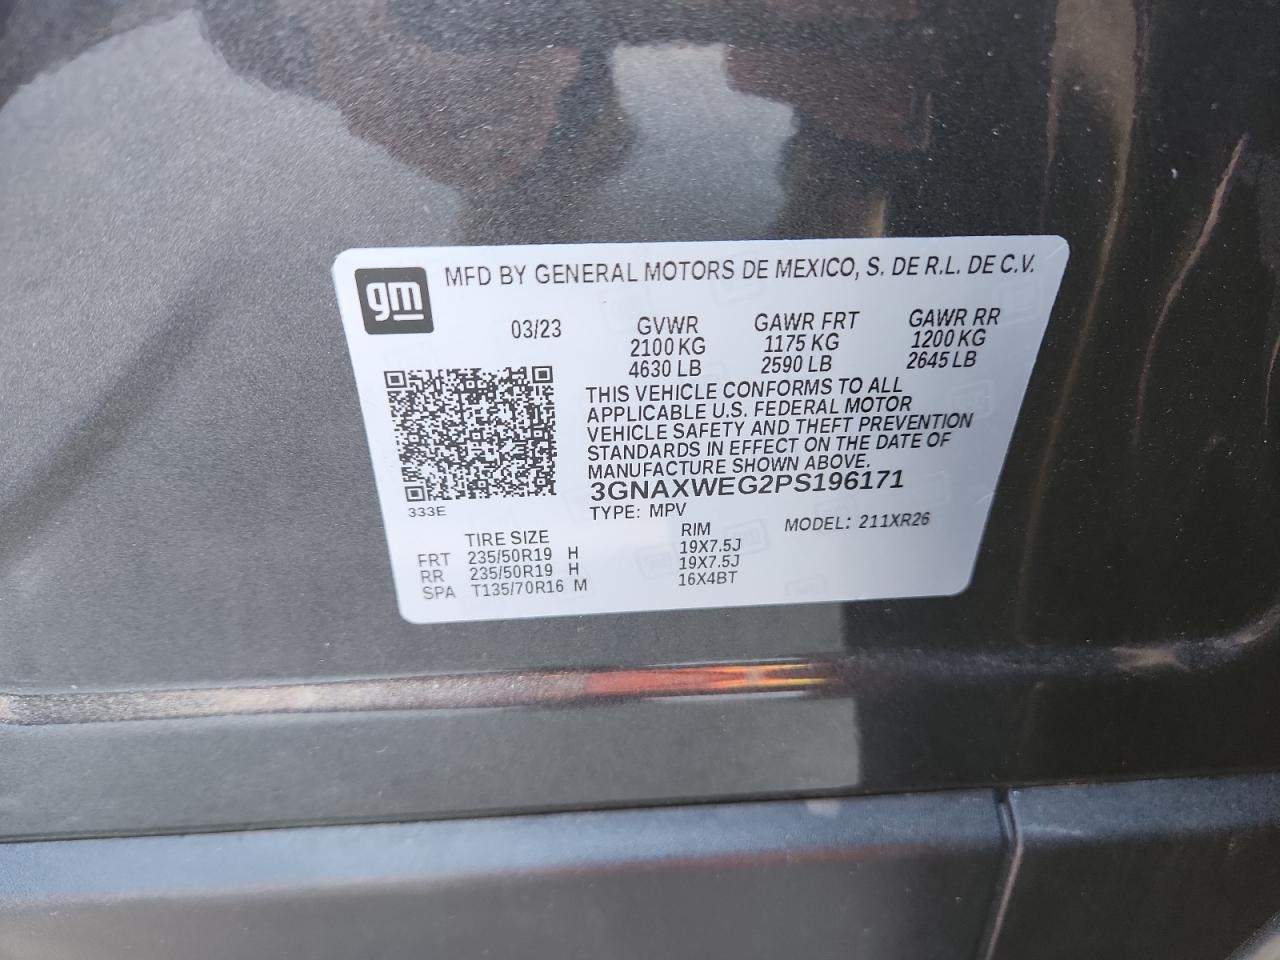 gm
MFD BY GENERAL MOTORS DE MEXICO, S. DE R.L. DE C.V.
03/23 GVWR GAWR FRT GAWR RR
2100 KG 1175 KG 1200 KG
4630 LB 2590 LB 2645 LB
THIS VEHICLE CONFORMS TO ALL
APPLICABLE U.S. FEDERAL MOTOR
VEHICLE SAFETY AND THEFT PREVENTION
STANDARDS IN EFFECT ON THE DATE OF
MANUFACTURE SHOWN ABOVE.
3GNAXWEG2PS196171
333E
TYPE: MPV MODEL: 211XR26
TIRE SIZE RIM
FRT 235/50R19 H 19X7.5J
RR 235/50R19 H 19X7.5J
SPA T135/70R16 M 16X4BT